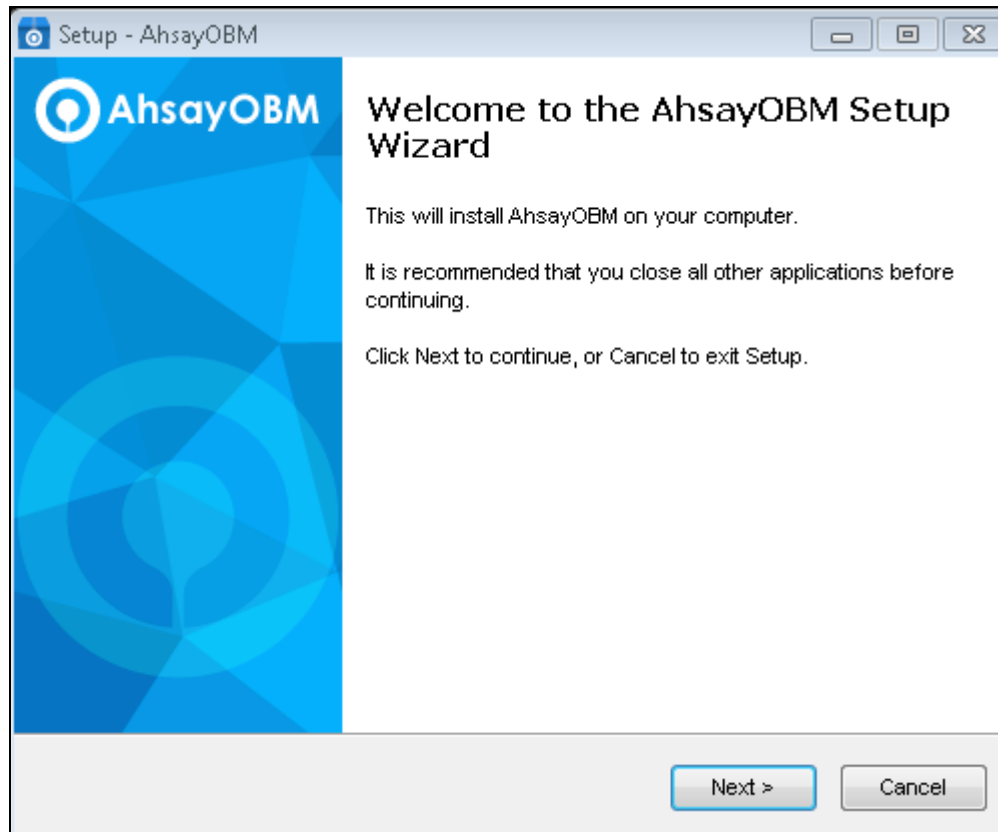 Setup - AhsayOBM
AhsayOBM
Welcome to the AhsayOBM Setup
Wizard
This will install AhsayOBM on your computer.
It is recommended that you close all other applications before
continuing.
Click Next to continue, or Cancel to exit Setup.
Next >
Cancel